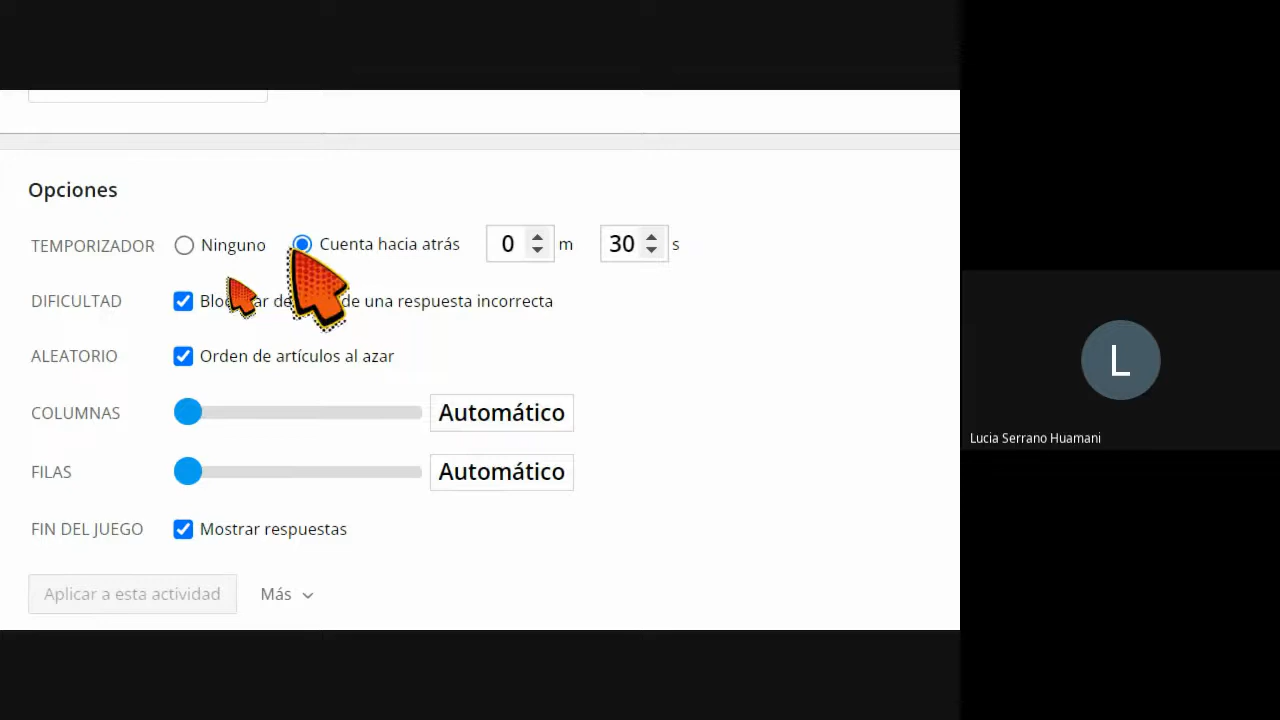 Opciones
TEMPORIZADOR Ninguno Cuenta hacia atrás 0 m 30 s
DIFICULTAD de una respuesta incorrecta
ALEATORIO Orden de artículos al azar
COLUMNAS Automático
FILAS Automático
FIN DEL JUEGO Mostrar respuestas
Aplicar a esta actividad Más
L
Lucia Serrano Huamani